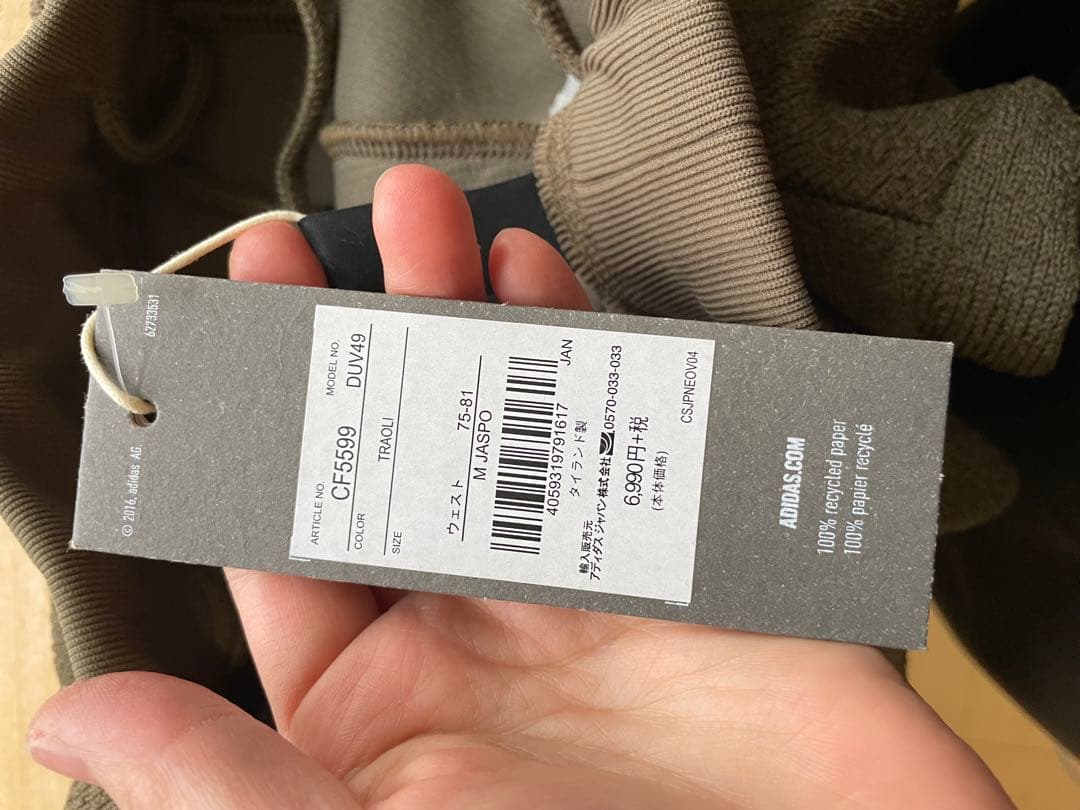 62733531
© 2016, adidas AG
ARTICLE NO.
MODEL NO.
CF5599
DUV49
COLOR
TRAOLI
SIZE
ウェスト 75-81
M JASPO
4059319791617
JAN
タイランド製
輸入販売元
アディダス ジャパン株式会社 0570-033-033
6,990円+税
(本体価格)
CSJPNEOV04
ADIDAS.COM
100% recycled paper
100% papier recyclé